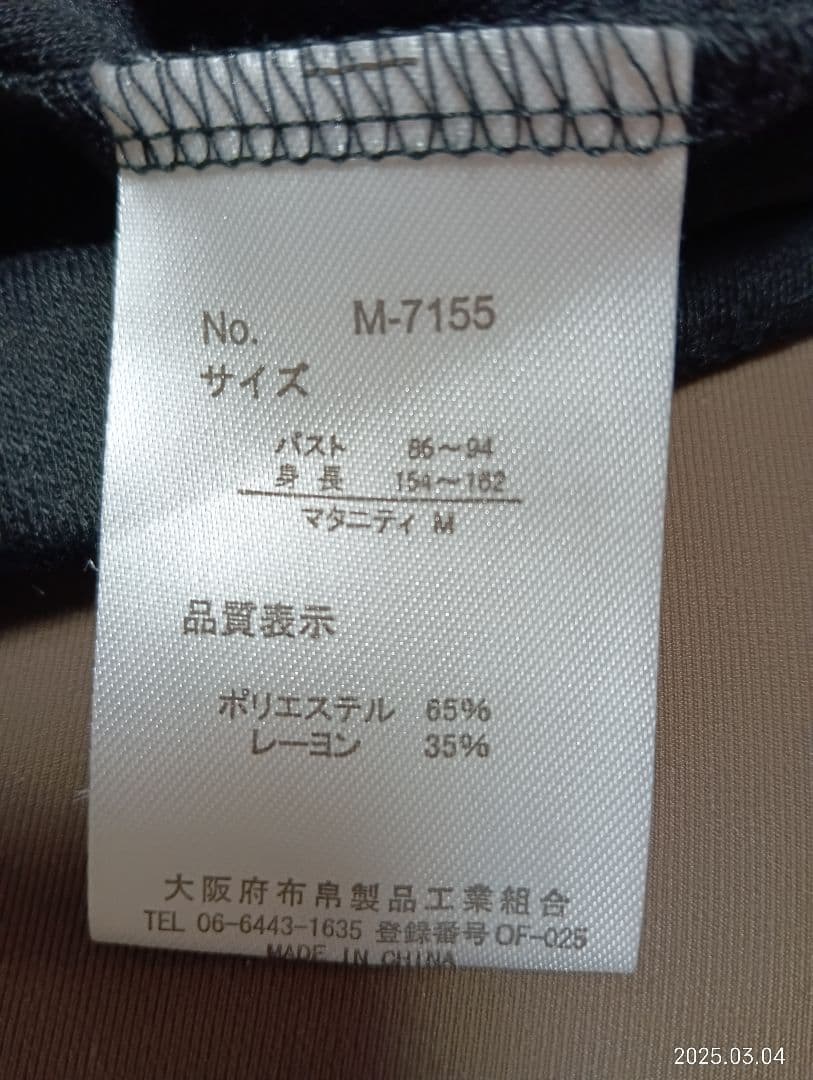 No. M-7155
サイズ
バスト 86～94
身長 154～162
マタニティ M
品質表示
ポリエステル 65%
レーヨン 35%
大阪府布帛製品工業組合
TEL 06-6443-1635 登録番号 OF-025
MADE IN CHINA
2025.03.04